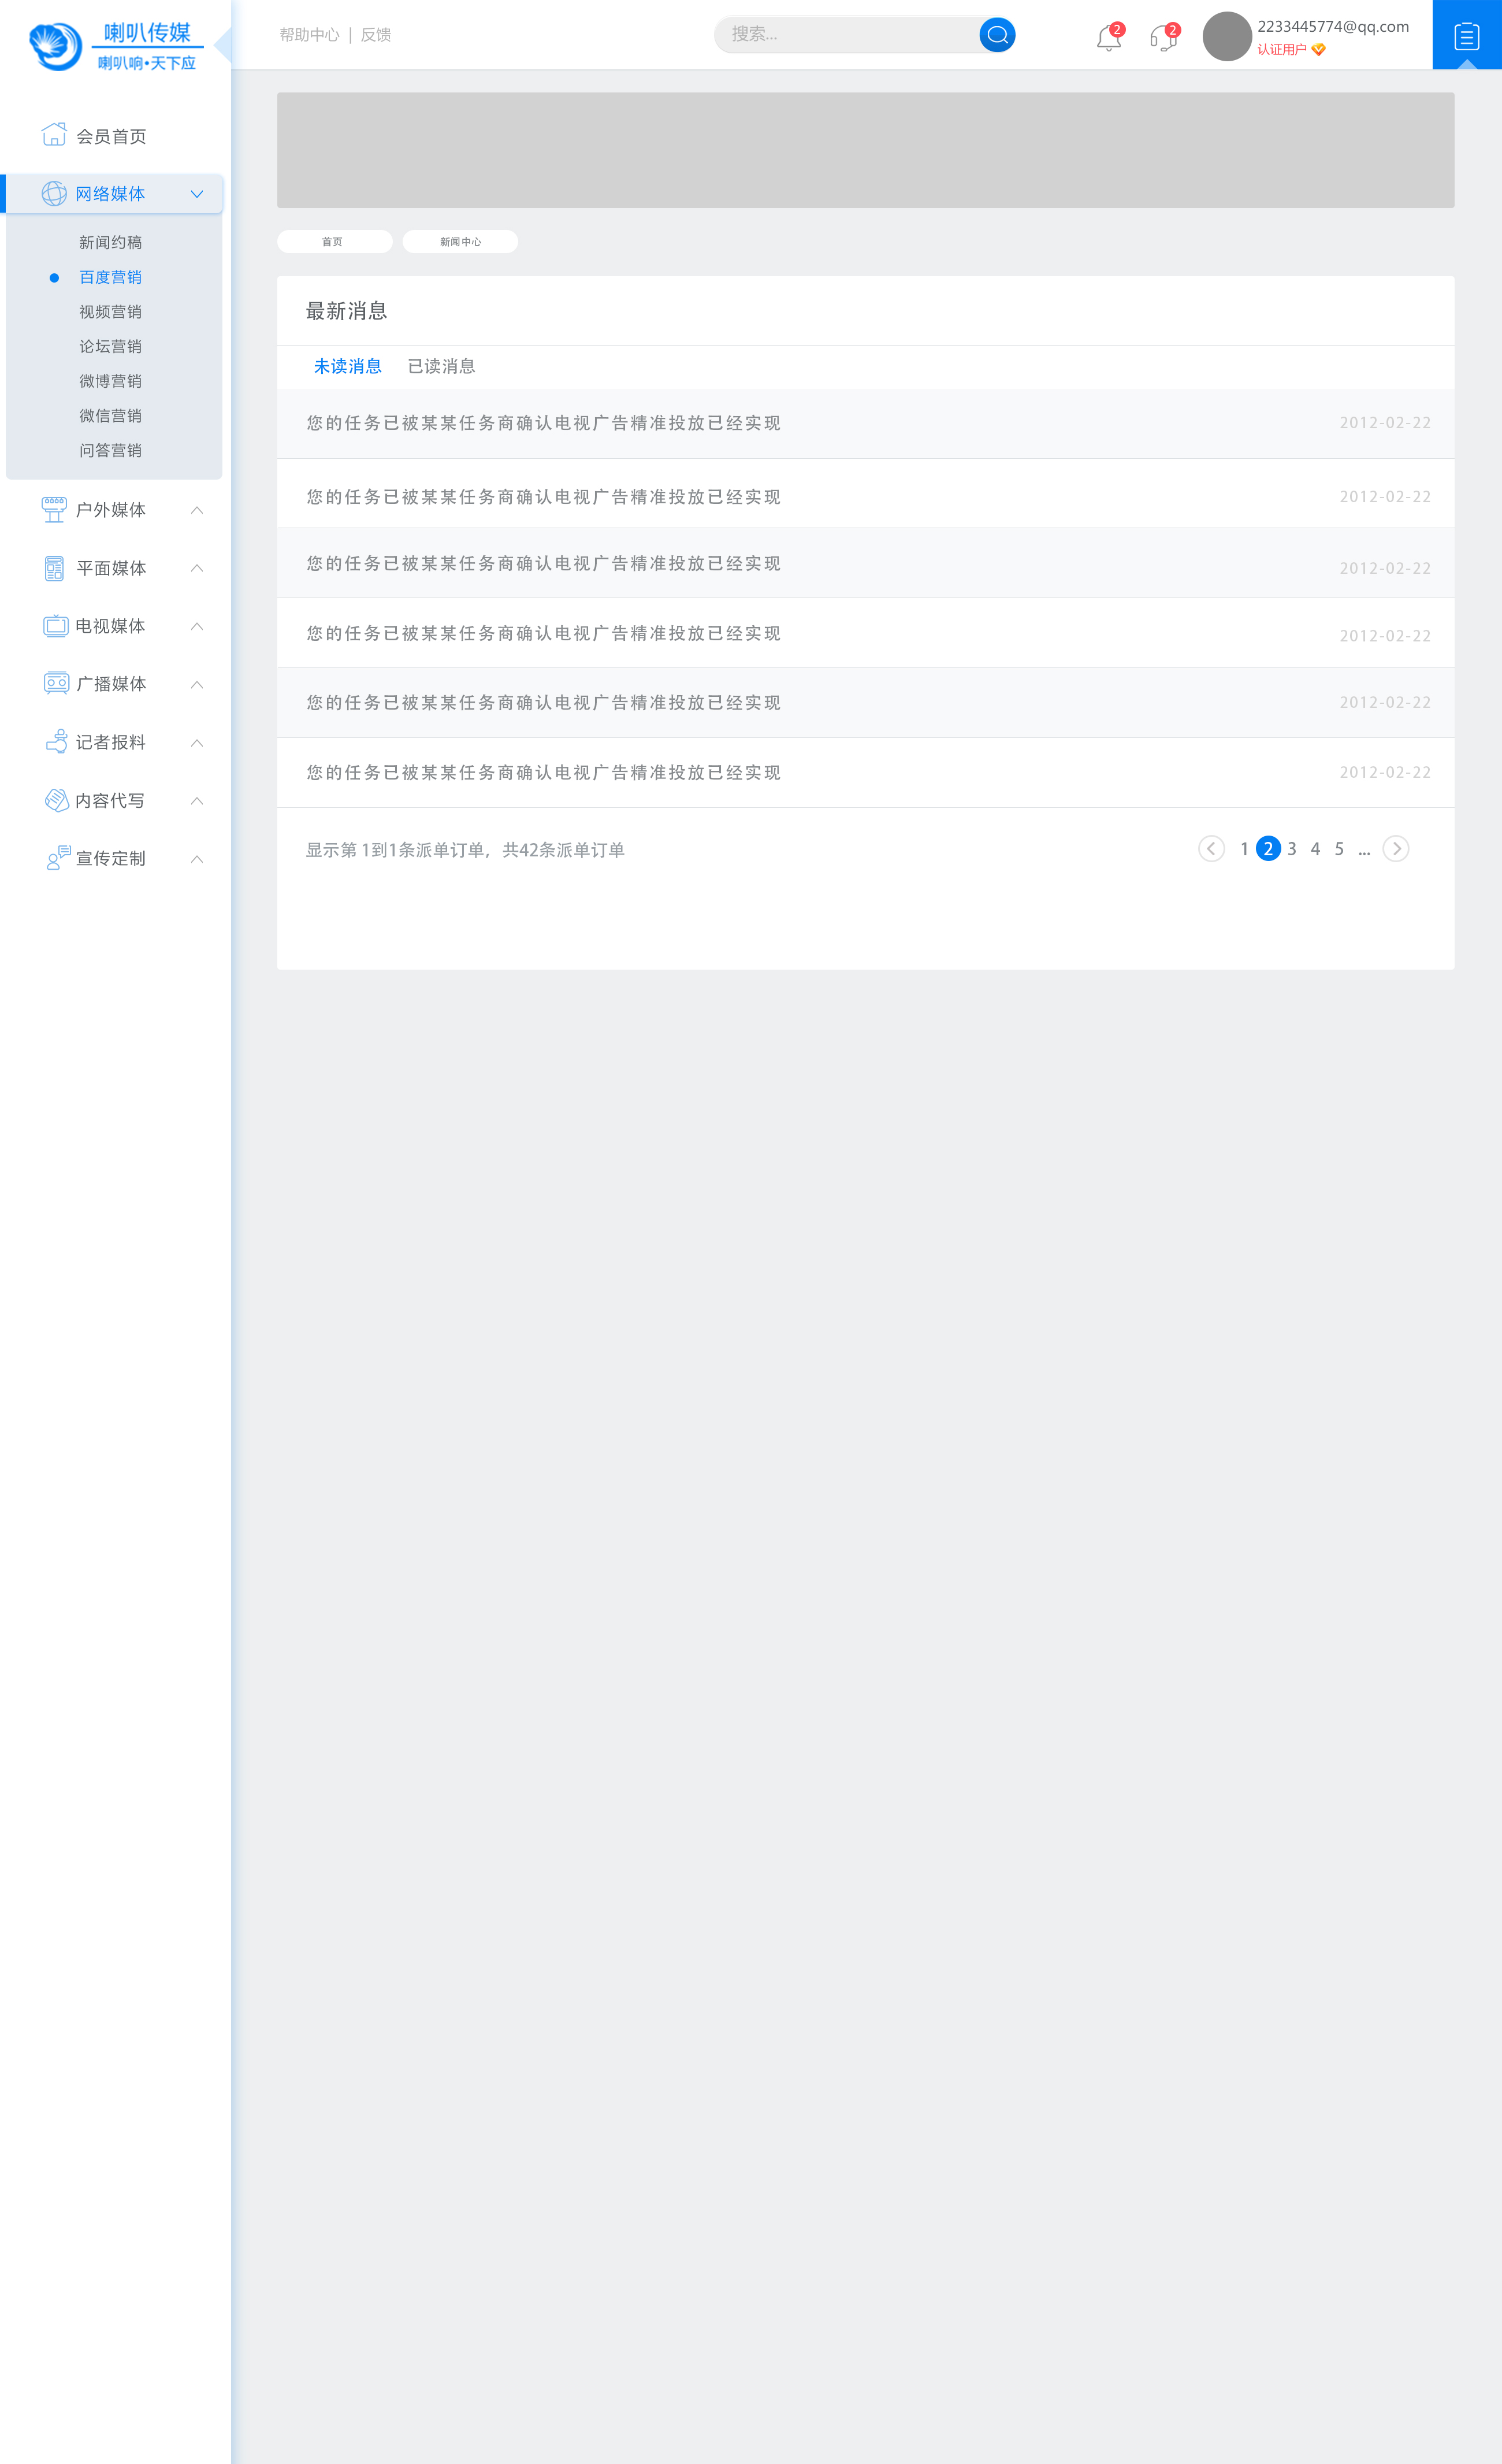 喇叭传媒
喇叭响•天下应
帮助中心 | 反馈
搜索...
2
2
2233445774@qq.com
认证用户
会员首页
网络媒体
新闻约稿
百度营销
视频营销
论坛营销
微博营销
微信营销
问答营销
户外媒体
平面媒体
电视媒体
广播媒体
记者报料
内容代写
宣传定制
首页 新闻中心
最新消息
未读消息 已读消息
您的任务已被某某任务商确认电视广告精准投放已经实现 2012-02-22
您的任务已被某某任务商确认电视广告精准投放已经实现 2012-02-22
您的任务已被某某任务商确认电视广告精准投放已经实现 2012-02-22
您的任务已被某某任务商确认电视广告精准投放已经实现 2012-02-22
您的任务已被某某任务商确认电视广告精准投放已经实现 2012-02-22
您的任务已被某某任务商确认电视广告精准投放已经实现 2012-02-22
显示第 1到1条派单订单，共42条派单订单 1 2 3 4 5 ...